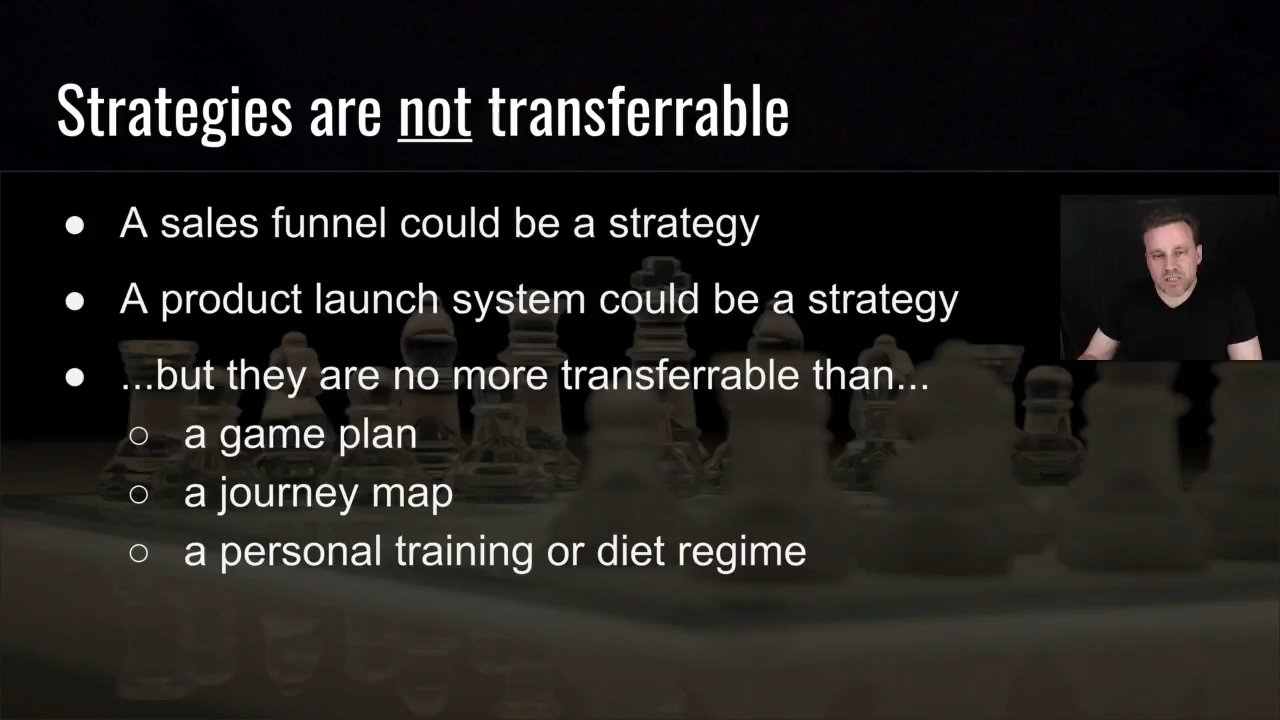 Strategies are not transferrable
● A sales funnel could be a strategy
● A product launch system could be a strategy
● ...but they are no more transferrable than...
○ a game plan
○ a journey map
○ a personal training or diet regime